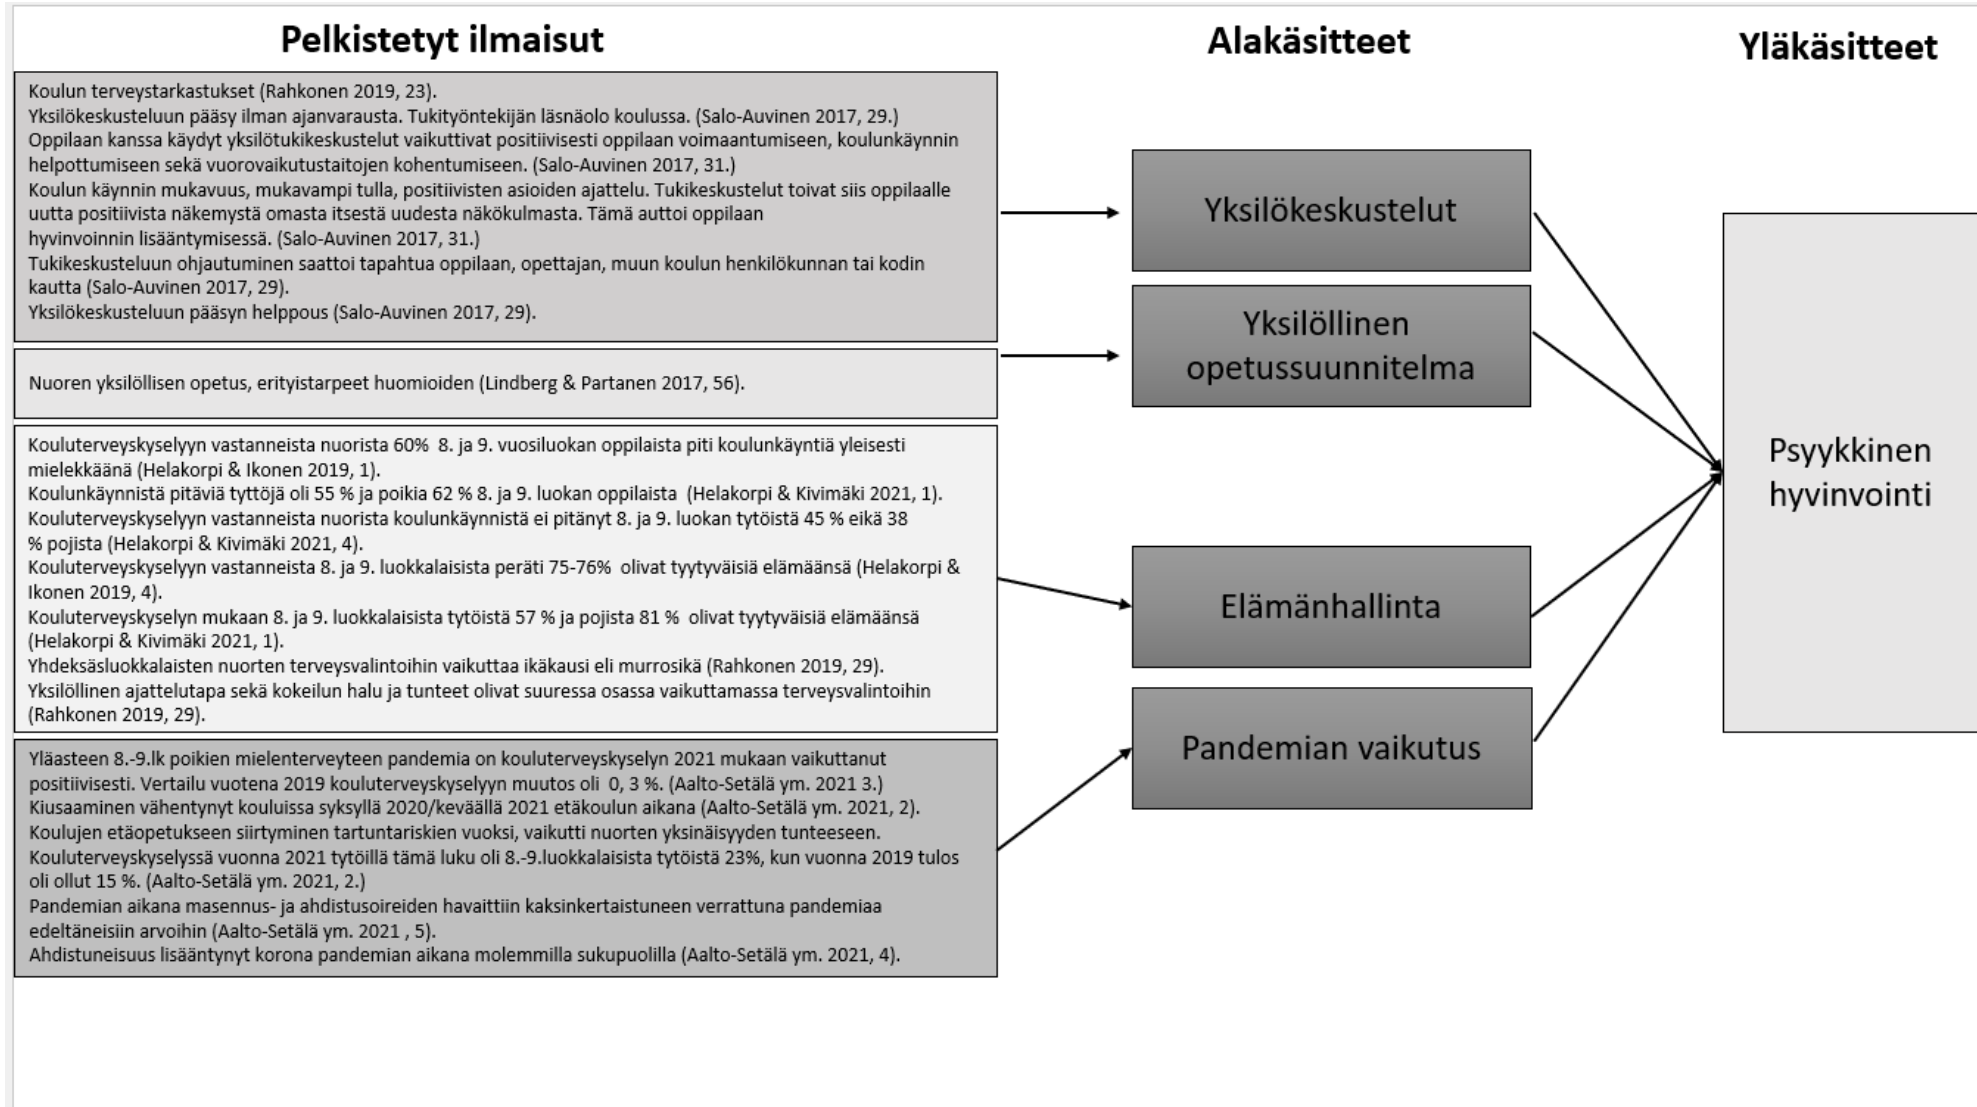 Pelkistetyt ilmaisut
Alakäsitteet
Yläkäsitteet
Koulun terveystarkastukset (Rahkonen 2019, 23).
Yksilökeskusteluun pääsy ilman ajanvarausta. Tukityöntekijän läsnäolo koulussa. (Salo-Auvinen 2017, 29.)
Oppilaan kanssa käydyt yksilötukikeskustelut vaikuttivat positiivisesti oppilaan voimaantumiseen, koulunkäynnin
helpottumiseen sekä vuorovaikutustaitojen kohentumiseen. (Salo-Auvinen 2017, 31.)
Koulun käynnin mukavuus, mukavampi tulla, positiivisten asioiden ajattelu. Tukikeskustelut toivat siis oppilaalle
uutta positiivista näkemystä omasta itsestä uudesta näkökulmasta. Tämä auttoi oppilaan
hyvinvoinnin lisääntymisessä. (Salo-Auvinen 2017, 31.)
Tukikeskusteluun ohjautuminen saattoi tapahtua oppilaan, opettajan, muun koulun henkilökunnan tai kodin
kautta (Salo-Auvinen 2017, 29).
Yksilökeskusteluun pääsyn helppous (Salo-Auvinen 2017, 29).
Nuoren yksilöllisen opetus, erityistarpeet huomioiden (Lindberg & Partanen 2017, 56).
Kouluterveyskyselyyn vastanneista nuorista 60% 8. ja 9. vuosiluokan oppilaista piti koulunkäyntiä yleisesti
mielekkäänä (Helakorpi & Ikonen 2019, 1).
Koulunkäynnistä pitäviä tyttöjä oli 55 % ja poikia 62 % 8. ja 9. luokan oppilaista (Helakorpi & Kivimäki 2021, 1).
Kouluterveyskyselyyn vastanneista nuorista koulunkäynnistä ei pitänyt 8. ja 9. luokan tytöistä 45 % eikä 38
% pojista (Helakorpi & Kivimäki 2021, 4).
Kouluterveyskyselyyn vastanneista 8. ja 9. luokkalaisista peräti 75-76% olivat tyytyväisiä elämäänsä (Helakorpi &
Ikonen 2019, 4).
Kouluterveyskyselyn mukaan 8. ja 9. luokkalaisista tytöistä 57 % ja pojista 81 % olivat tyytyväisiä elämäänsä
(Helakorpi & Kivimäki 2021, 1).
Yhdeksäsluokkalaisten nuorten terveysvalintoihin vaikuttaa ikäkausi eli murrosikä (Rahkonen 2019, 29).
Yksilöllinen ajattelutapa sekä kokeilun halu ja tunteet olivat suuressa osassa vaikuttamassa terveysvalintoihin
(Rahkonen 2019, 29).
Yläasteen 8.-9.lk poikien mielenterveyteen pandemia on kouluterveyskyselyn 2021 mukaan vaikuttanut
positiivisesti. Vertailu vuotena 2019 kouluterveyskyselyyn muutos oli 0, 3 %. (Aalto-Setälä ym. 2021 3.)
Kiusaaminen vähentynyt kouluissa syksyllä 2020/keväällä 2021 etäkoulun aikana (Aalto-Setälä ym. 2021, 2).
Koulujen etäopetukseen siirtyminen tartuntariskien vuoksi, vaikutti nuorten yksinäisyyden tunteeseen.
Kouluterveyskyselyssä vuonna 2021 tytöillä tämä luku oli 8.-9.luokkalaisista tytöistä 23%, kun vuonna 2019 tulos
oli ollut 15 %. (Aalto-Setälä ym. 2021, 2.)
Pandemian aikana masennus- ja ahdistusoireiden havaittiin kaksinkertaistuneen verrattuna pandemiaa
edeltäneisiin arvoihin (Aalto-Setälä ym. 2021 , 5).
Ahdistuneisuus lisääntynyt korona pandemian aikana molemmilla sukupuolilla (Aalto-Setälä ym. 2021, 4).
Yksilökeskustelut
Yksilöllinen
opetussuunnitelma
Elämänhallinta
Pandemian vaikutus
Psyykkinen
hyvinvointi